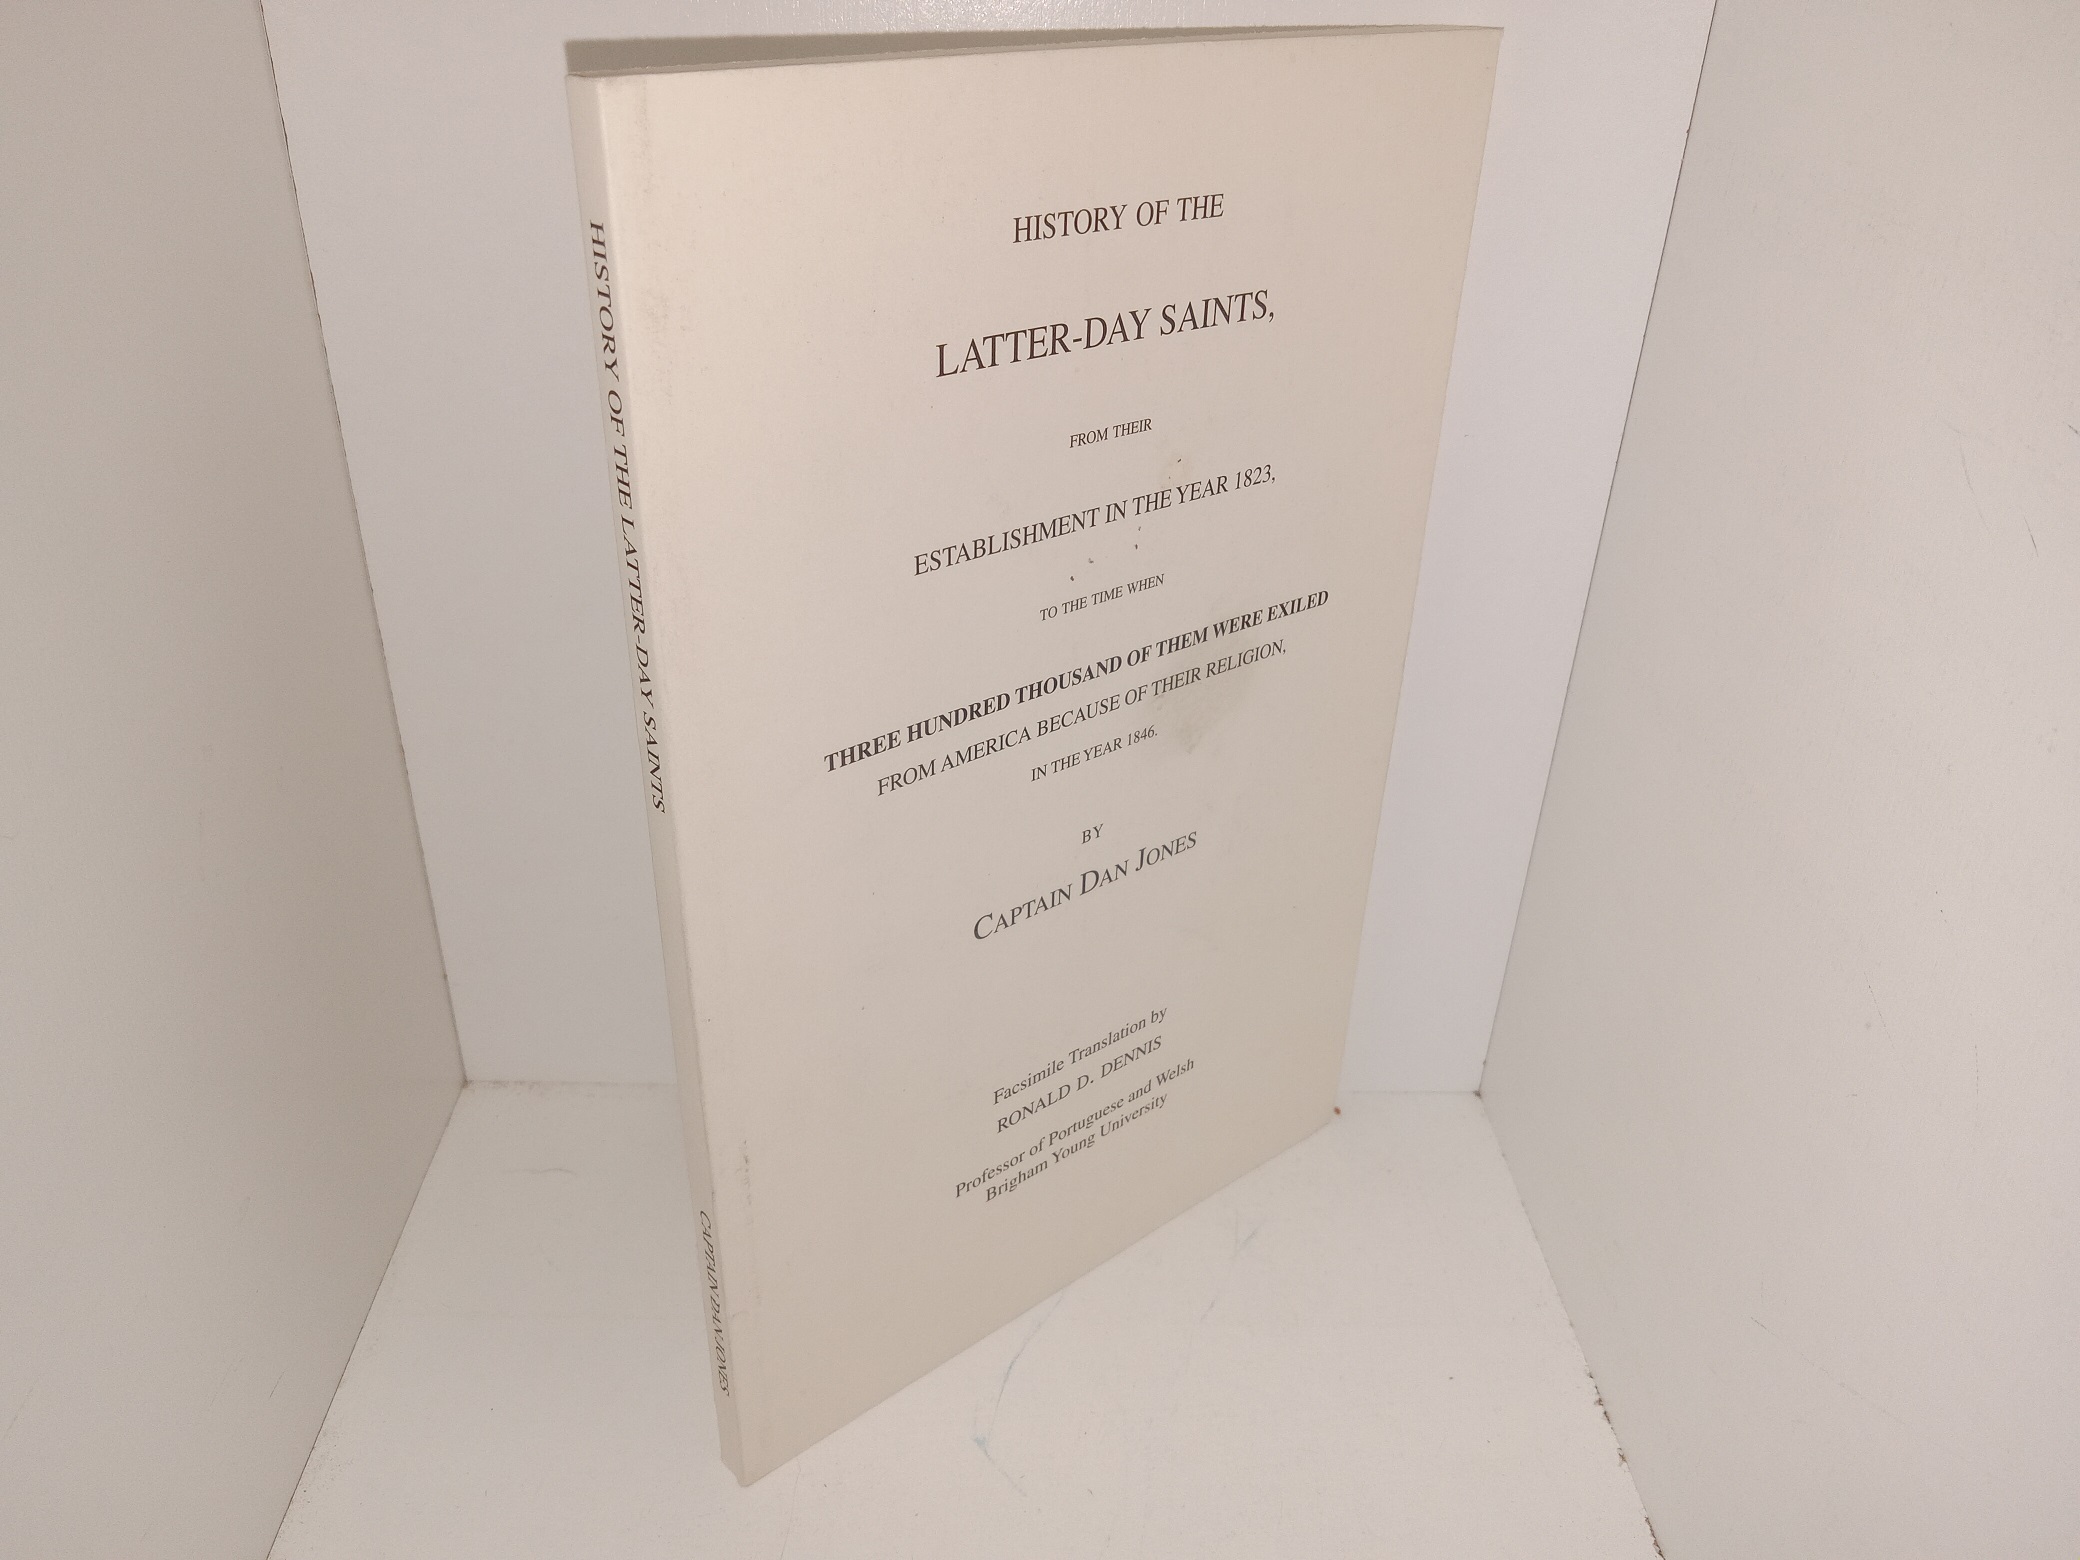 HISTORY OF THE LATTER-DAY SAINTS
CAPTAIN DAN JONES
HISTORY OF THE
LATTER-DAY SAINTS,
FROM THEIR
ESTABLISHMENT IN THE YEAR 1823,
TO THE TIME WHEN
THREE HUNDRED THOUSAND OF THEM WERE EXILED
FROM AMERICA BECAUSE OF THEIR RELIGION,
IN THE YEAR 1846.
BY
CAPTAIN DAN JONES
Facsimile Translation by
RONALD D. DENNIS
Professor of Portuguese and Welsh
Brigham Young University